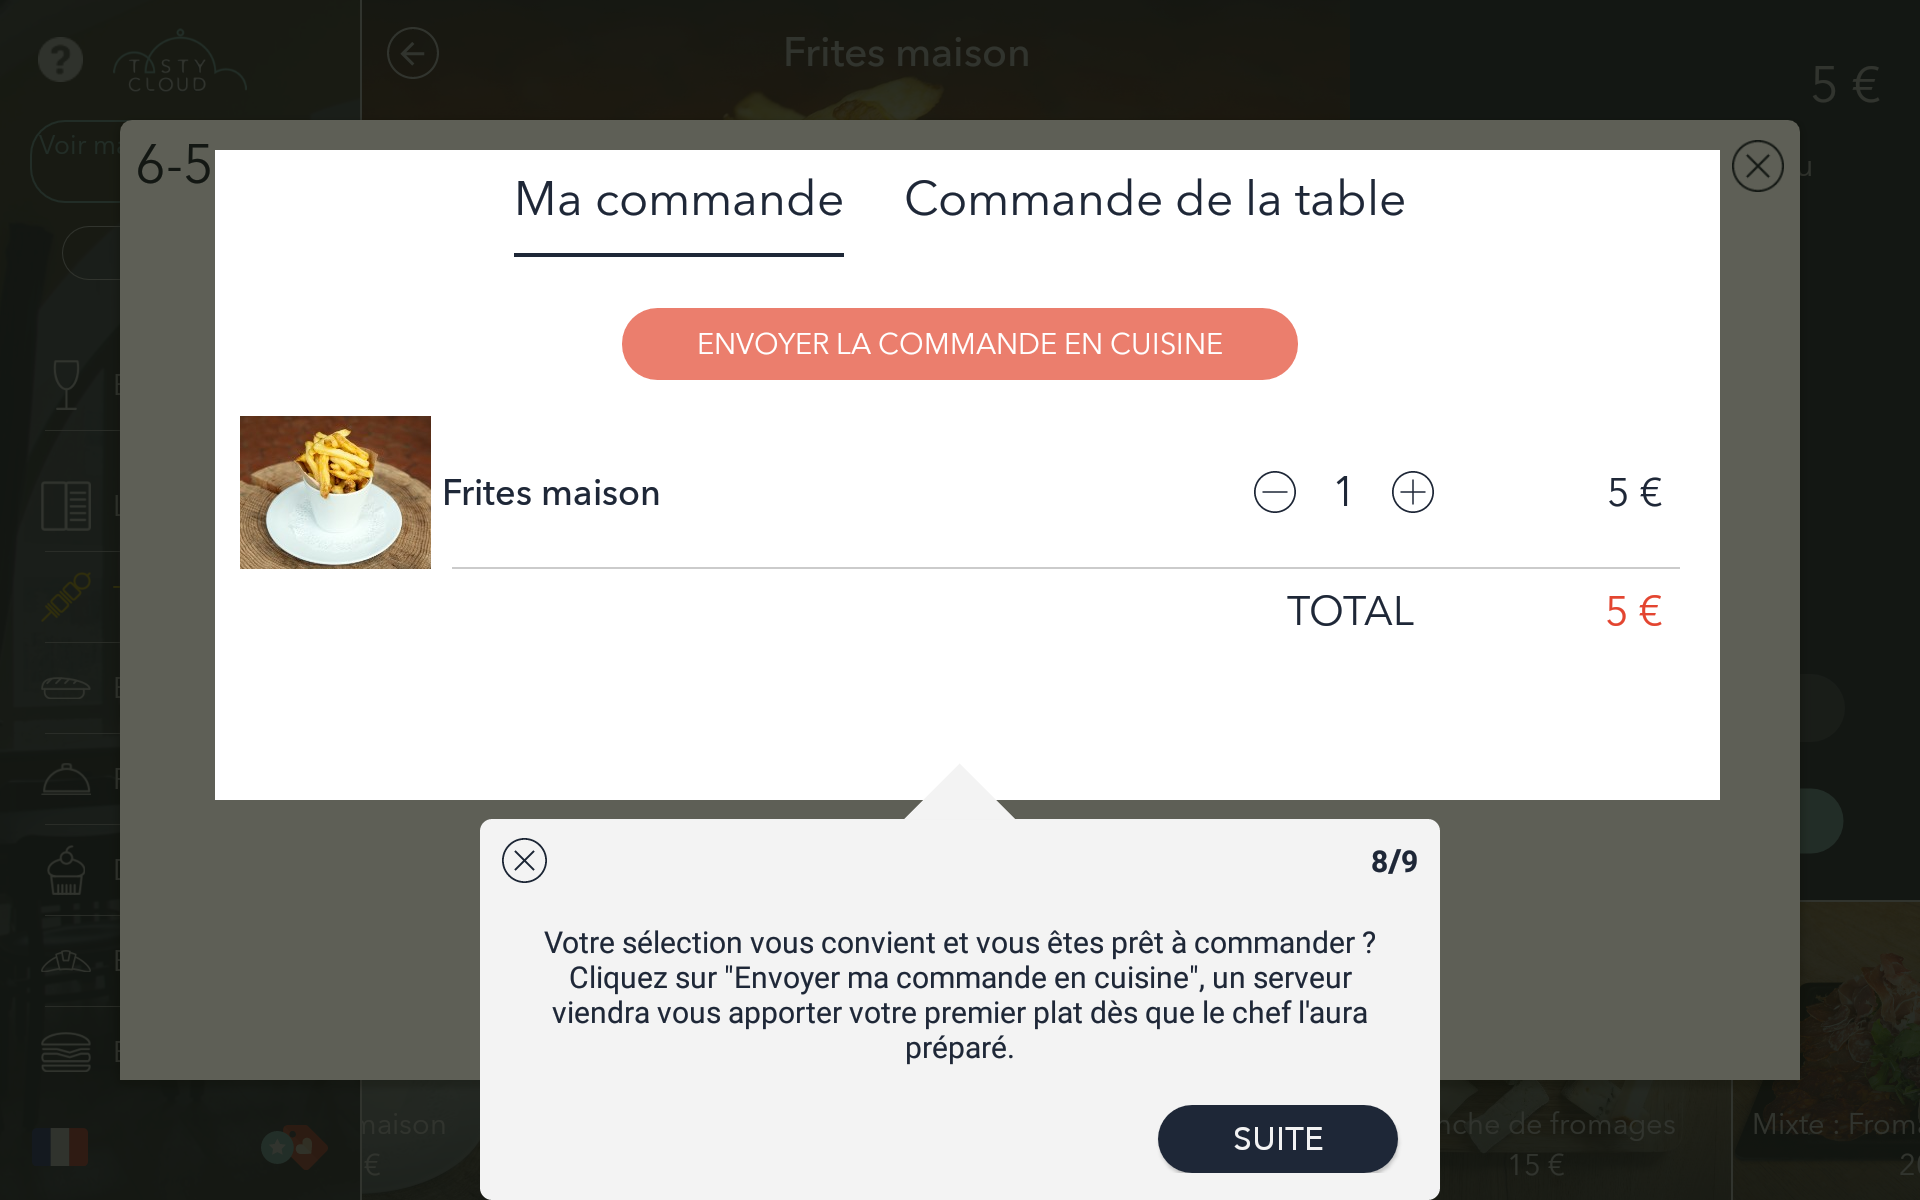 TASTY
CLOUD
Frites maison
5 €
Voir
6-5
Ma commande
Commande de la table
ENVOYER LA COMMANDE EN CUISINE
Frites maison
1
5 €
TOTAL
5 €
8/9
Votre sélection vous convient et vous êtes prêt à commander ?
Cliquez sur "Envoyer ma commande en cuisine", un serveur
viendra vous apporter votre premier plat dès que le chef l'aura
préparé.
SUITE
maison
€
de fromages
15 €
Mixte :